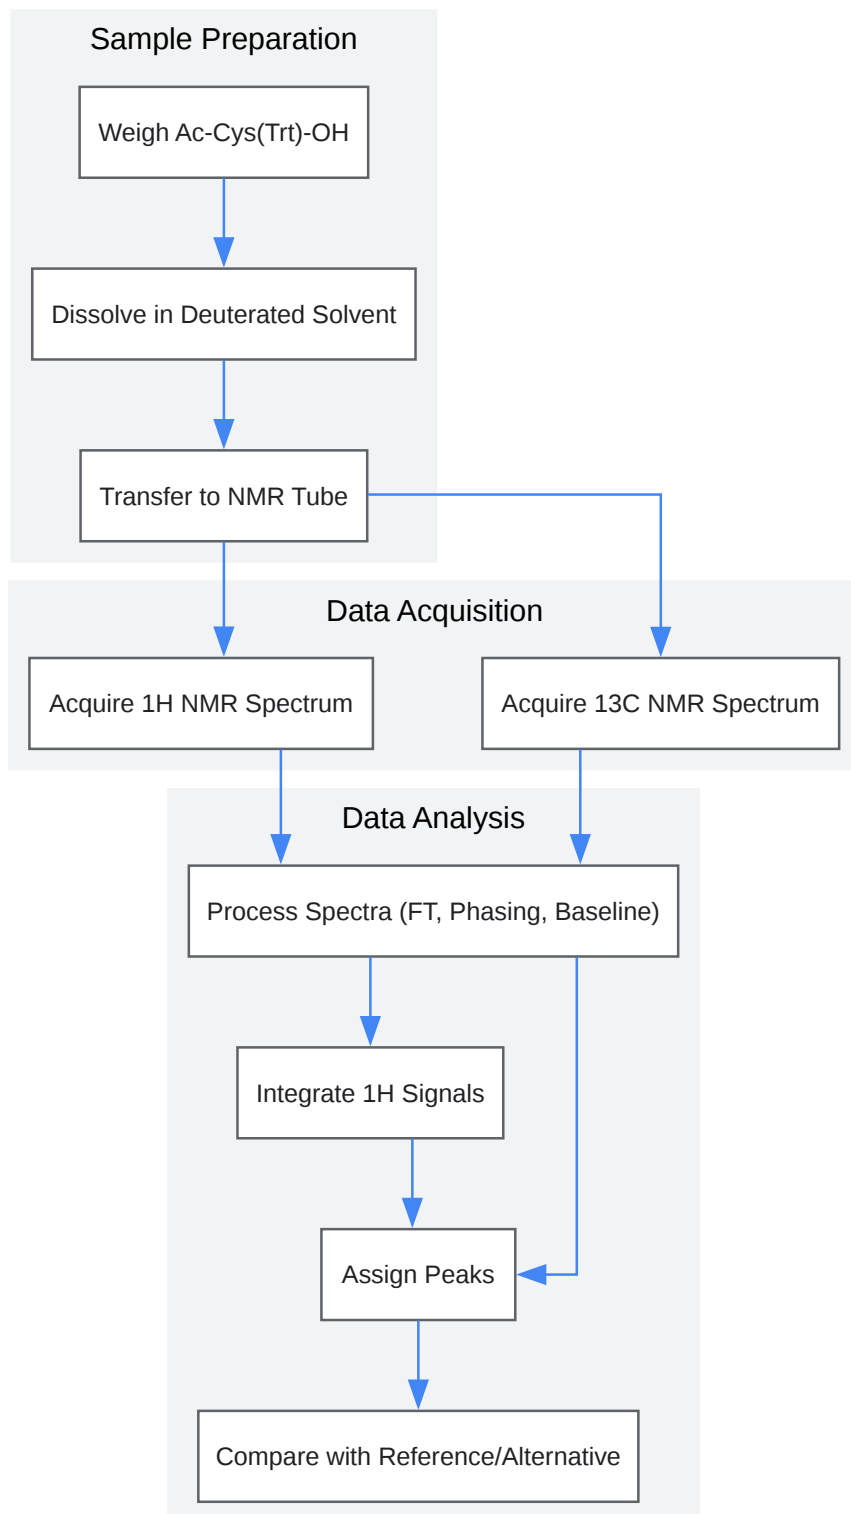 Sample Preparation
Weigh Ac-Cys(Trt)-OH
Dissolve in Deuterated Solvent
Transfer to NMR Tube
Data Acquisition
Acquire 1H NMR Spectrum
Acquire 13C NMR Spectrum
Data Analysis
Process Spectra (FT, Phasing, Baseline)
Integrate 1H Signals
Assign Peaks
Compare with Reference/Alternative